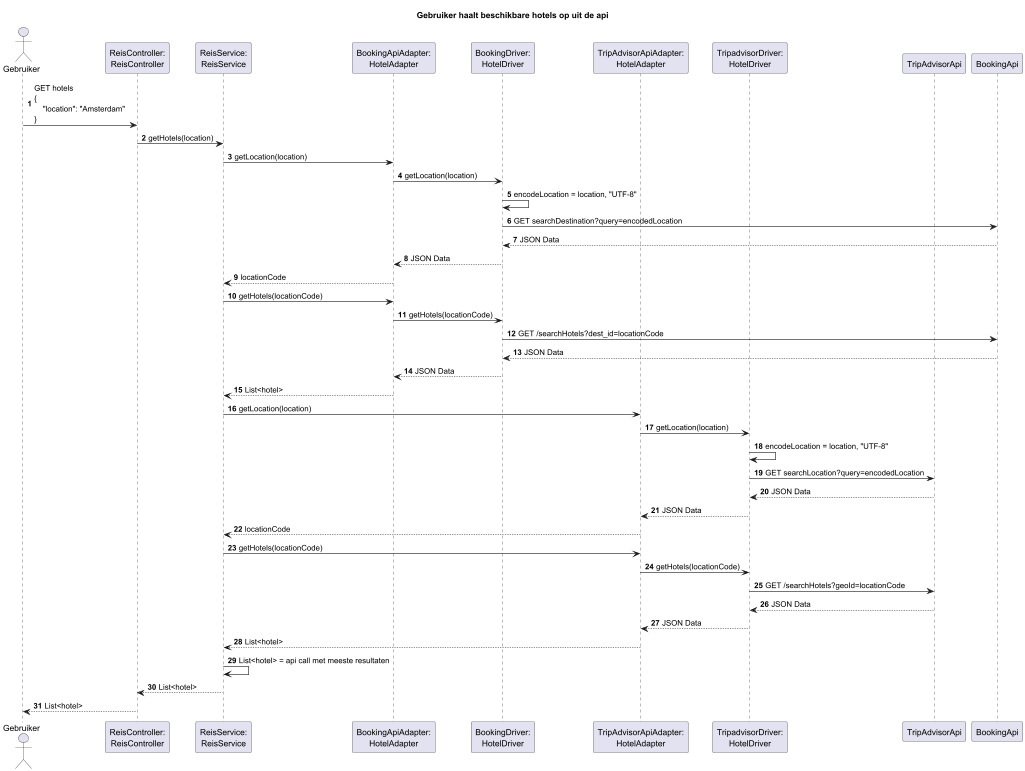 Gebruiker haalt beschikbare hotels op uit de api
Gebruiker
ReisController:
ReisController
ReisService:
ReisService
BookingApiAdapter:
HotelAdapter
BookingDriver:
HotelDriver
TripAdvisorApiAdapter:
HotelAdapter
TripadvisorDriver:
HotelDriver
TripAdvisorApi
BookingApi
GET hotels
1 {
"location": "Amsterdam"
}
2 getHotels(location)
3 getLocation(location)
4 getLocation(location)
5 encodeLocation = location, "UTF-8"
6 GET searchDestination?query=encodedLocation
7 JSON Data
8 JSON Data
9 locationCode
10 getHotels(locationCode)
11 getHotels(locationCode)
12 GET /searchHotels?dest_id=locationCode
13 JSON Data
14 JSON Data
15 List<hotel>
16 getLocation(location)
17 getLocation(location)
18 encodeLocation = location, "UTF-8"
19 GET searchLocation?query=encodedLocation
20 JSON Data
21 JSON Data
22 locationCode
23 getHotels(locationCode)
24 getHotels(locationCode)
25 GET /searchHotels?geoId=locationCode
26 JSON Data
27 JSON Data
28 List<hotel>
29 List<hotel> = api call met meeste resultaten
30 List<hotel>
31 List<hotel>
Gebruiker
ReisController:
ReisController
ReisService:
ReisService
BookingApiAdapter:
HotelAdapter
BookingDriver:
HotelDriver
TripAdvisorApiAdapter:
HotelAdapter
TripadvisorDriver:
HotelDriver
TripAdvisorApi
BookingApi